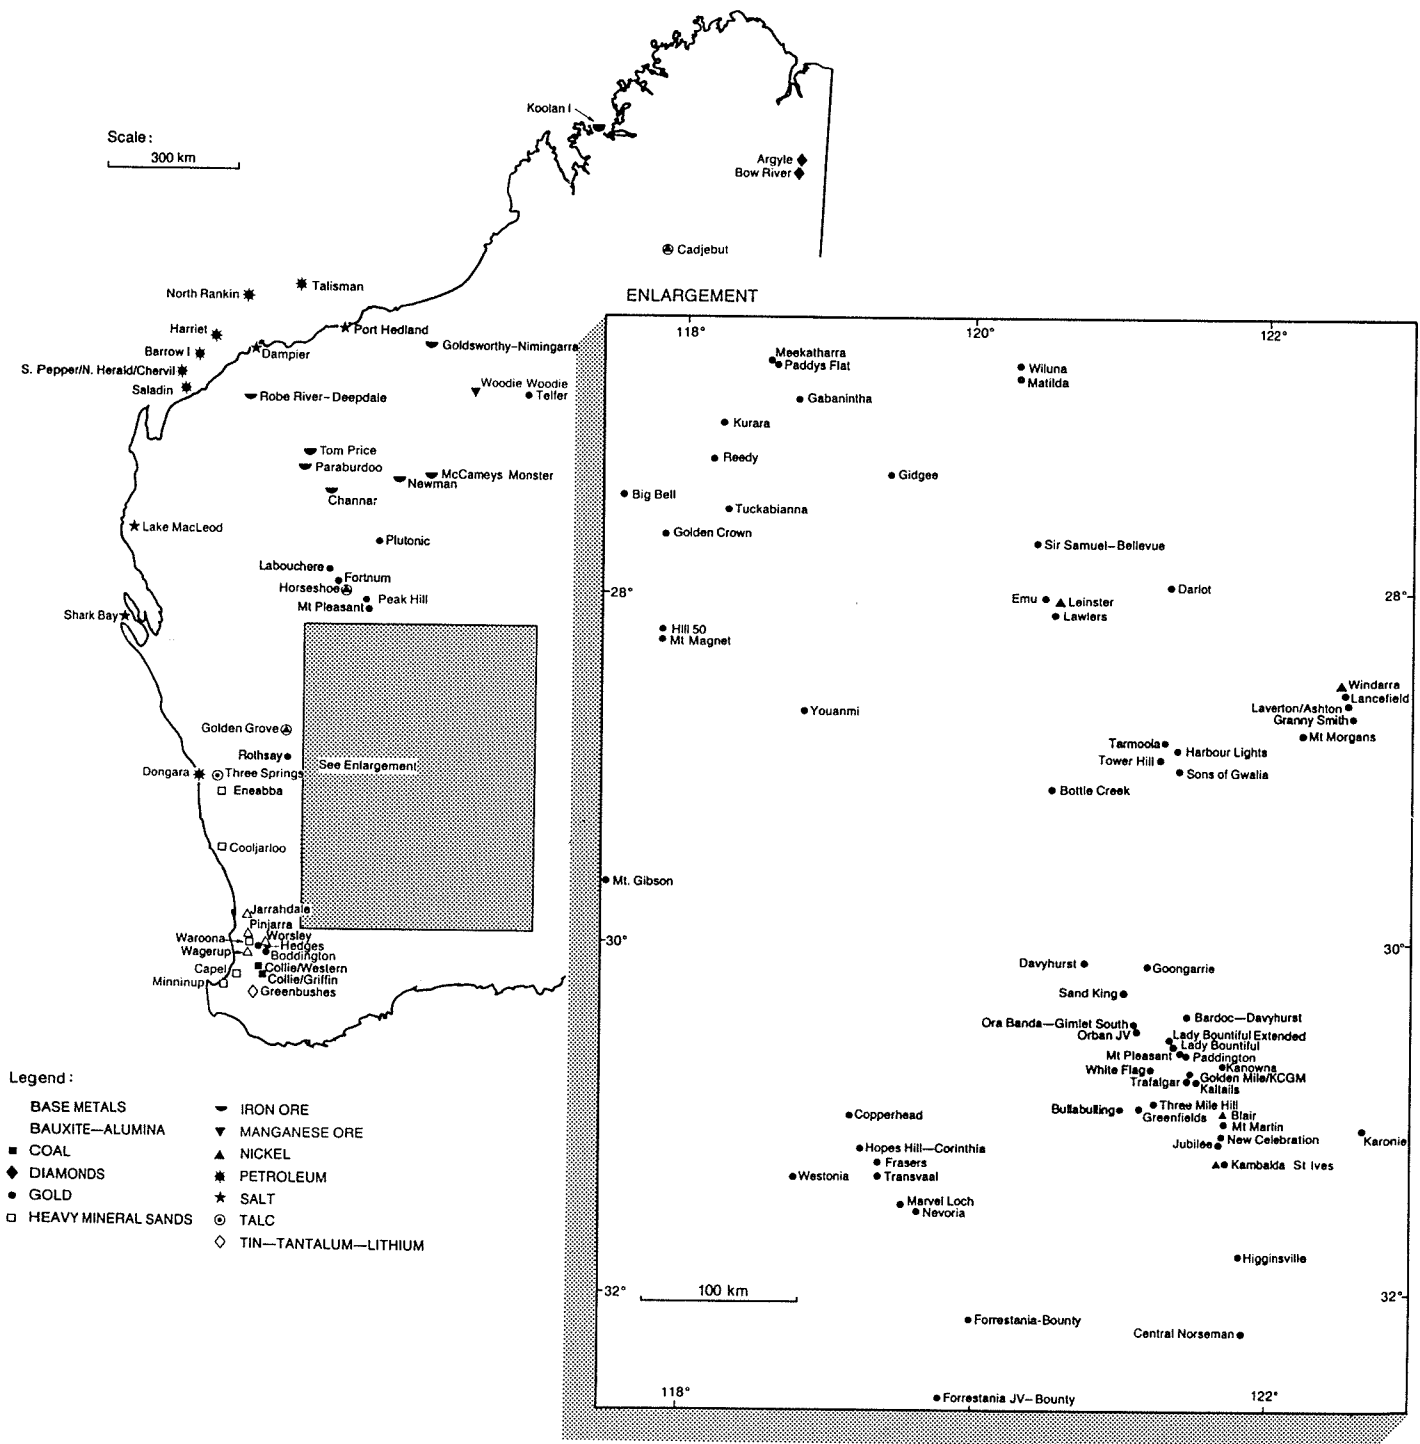 Koolan I
Scale :
300 km
Argyle
Bow River
Cadjebut
Talisman
North Rankin
ENLARGEMENT
Harriet
Port Hedland
118°
120°
122°
Barrow I
Dampier
Goldsworthy–Nimingarra
S. Pepper/N. Herald/Chervil
Saladin
Woodie Woodie
Robe River–Deepdale
Telfer
Meekatharra
Paddys Flat
Wiluna
Matilda
Gabanintha
Kurara
Tom Price
Paraburdoo
McCameys Monster
Newman
Channar
Reedy
Gidgee
Big Bell
Tuckabianna
Lake MacLeod
Golden Crown
Plutonic
Sir Samuel–Bellevue
Labouchere
Fortnum
Horseshoe
Peak Hill
Mt Pleasant
Shark Bay
28°
28°
Darlot
Emu
Leinster
Lawlers
Hill 50
Mt Magnet
Windarra
Lancefield
Laverton/Ashton
Granny Smith
Mt Morgans
Youanmi
Golden Grove
Rothsay
See Enlargement
Tarmoola
Harbour Lights
Tower Hill
Sons of Gwalia
Dongara
Three Springs
Eneabba
Bottle Creek
Cooljarloo
Mt. Gibson
Jarrahdale
Pinjarra
Worsley
Waroona
Hedges
Wagerup
Boddington
Collie/Western
Capel
Collie/Griffin
Mininup
Greenbushes
30°
30°
Davyhurst
Goongarrie
Sand King
Bardoc—Davyhurst
Ora Banda—Gimlet South
Orban JV
Lady Bountiful Extended
Lady Bountiful
Mt Pleasant
Paddington
White Flag
Kanowna
Golden Mile/KCGM
Trafalgar
Kaltails
Bullabulling
Three Mile Hill
Greenfields
Blair
Mt Martin
New Celebration
Jubilee
Karonie
Kambalda St Ives
Copperhead
Hopes Hill—Corinthia
Frasers
Westonia
Transvaal
Marvel Loch
Nevoria
Higginsville
32°
100 km
32°
Forrestania-Bounty
Central Norseman
118°
122°
Forrestania JV–Bounty
Legend :
BASE METALS
BAUXITE—ALUMINA
COAL
DIAMONDS
GOLD
HEAVY MINERAL SANDS
IRON ORE
MANGANESE ORE
NICKEL
PETROLEUM
SALT
TALC
TIN—TANTALUM—LITHIUM